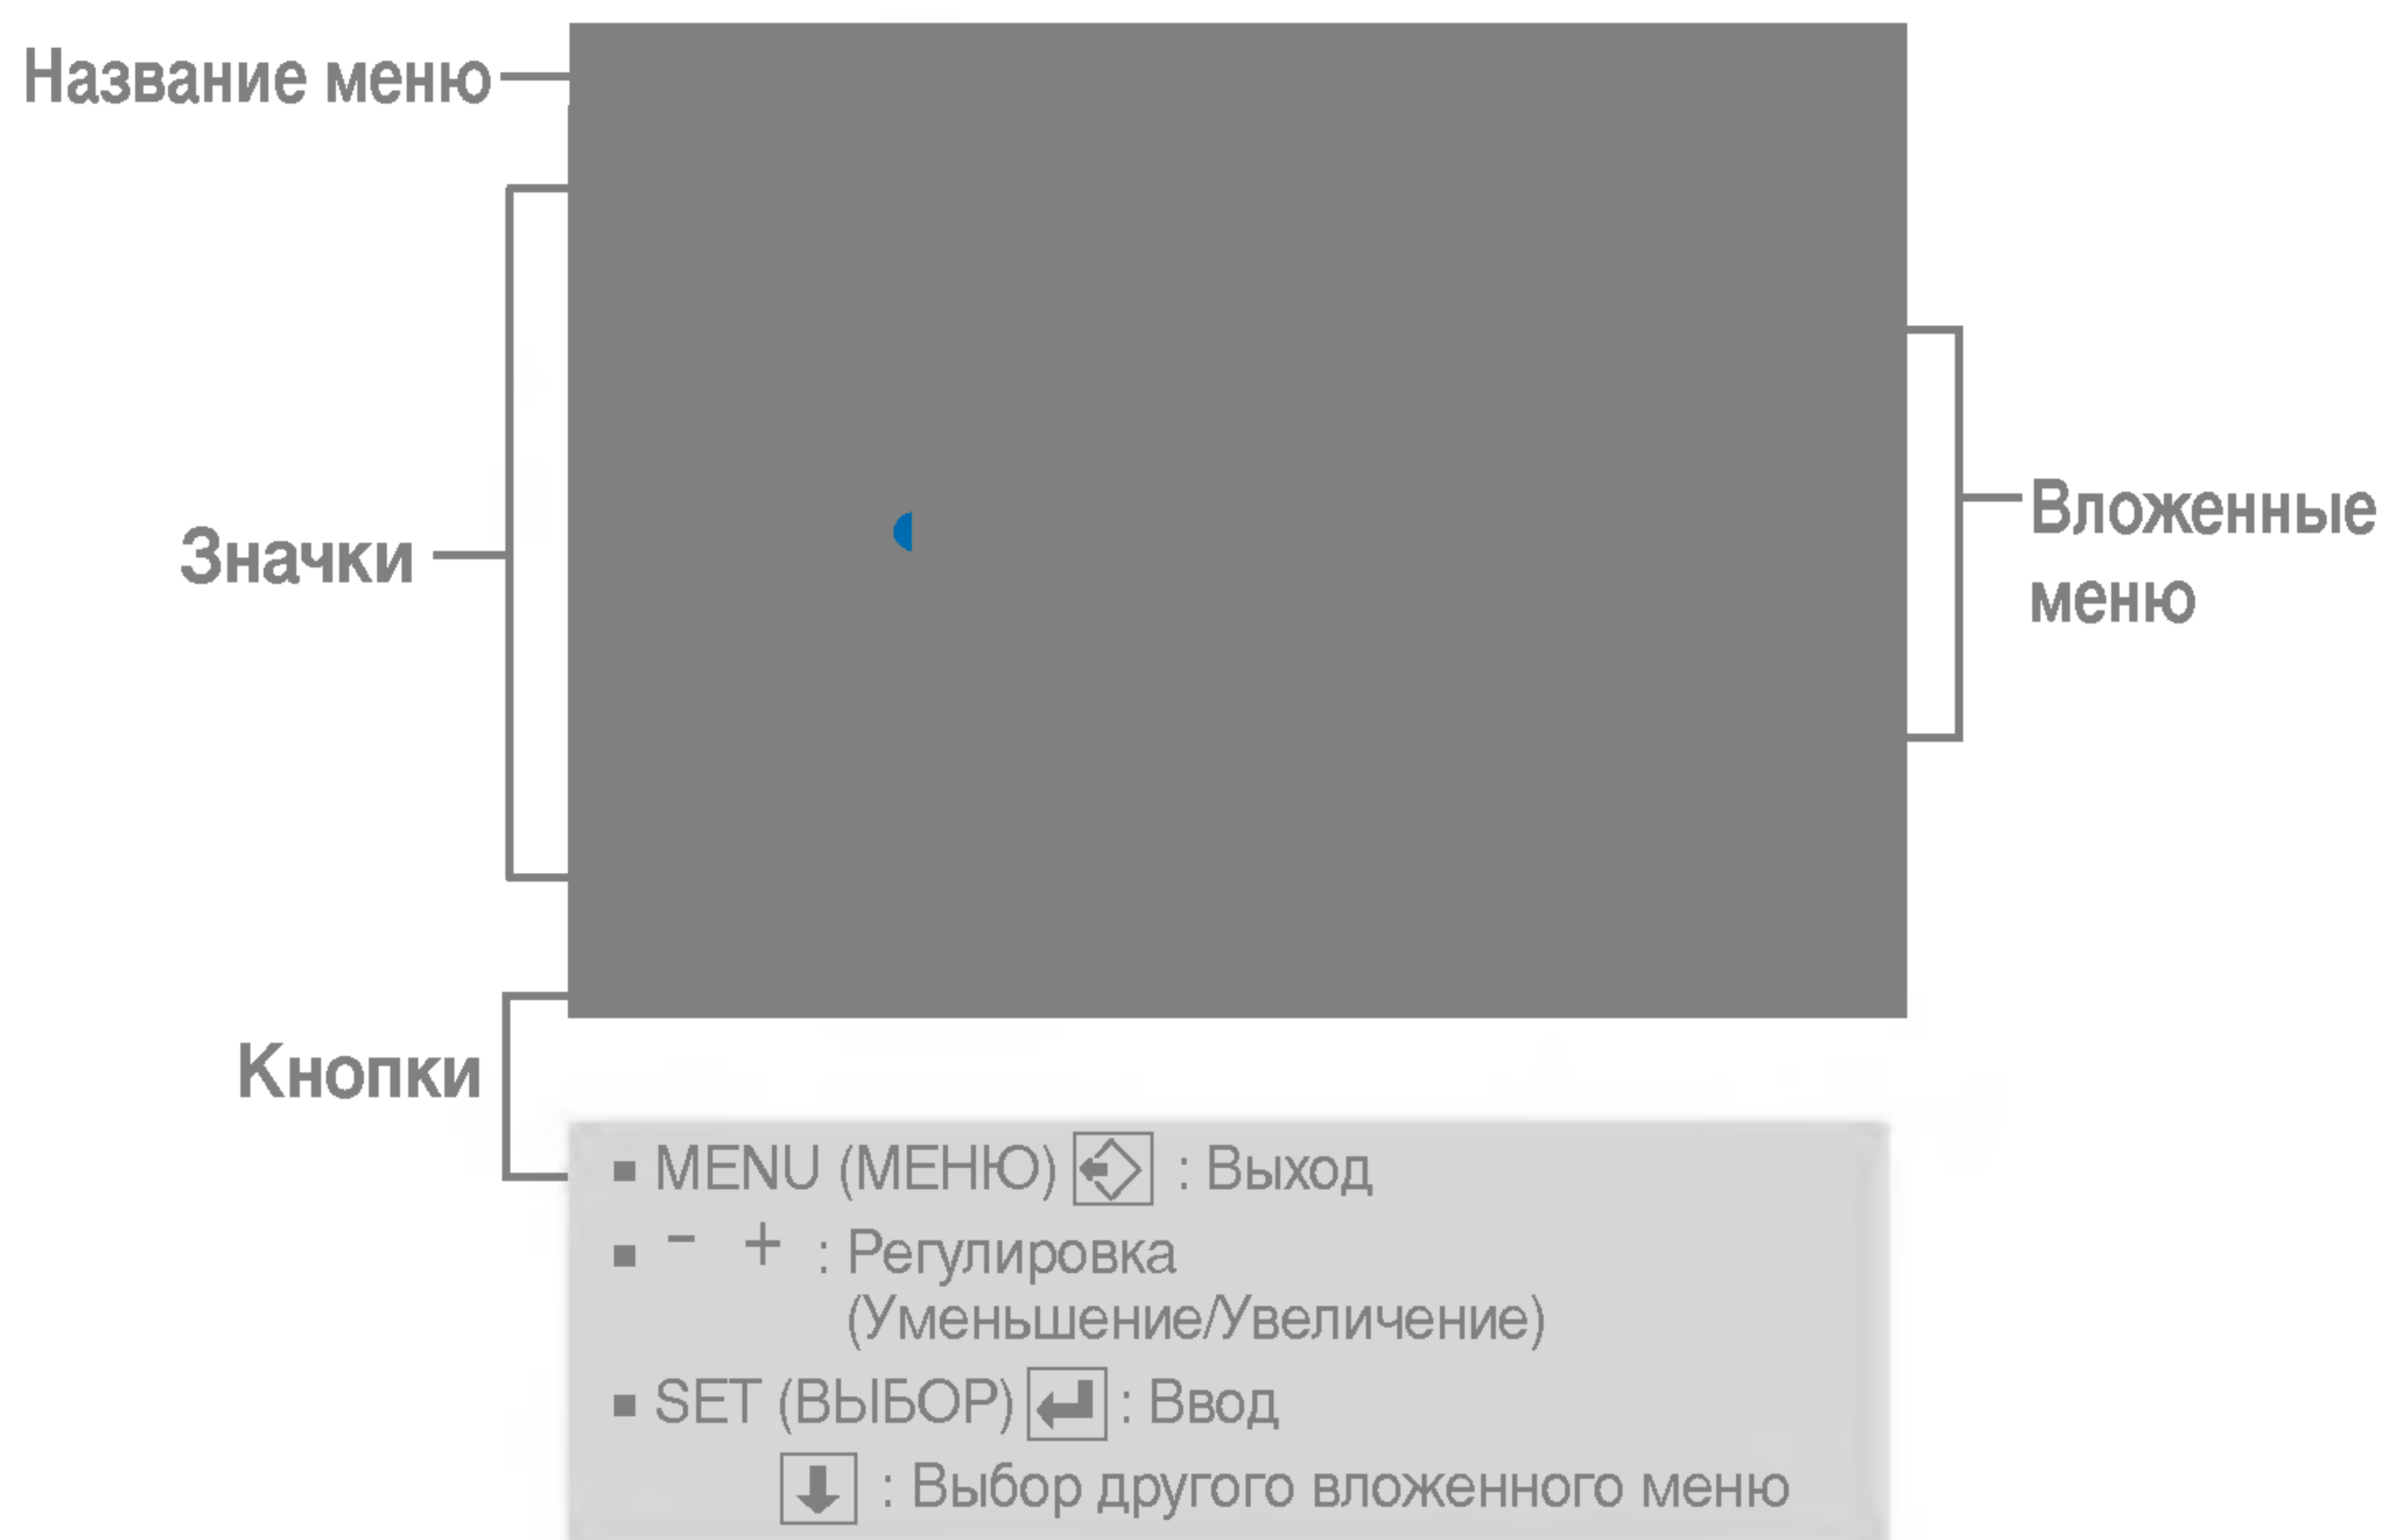 Название меню
Значки
Вложенные
меню
Кнопки
▪ MENU (МЕНЮ) : Выход
▪ - + : Регулировка
(Уменьшение/Увеличение)
▪ SET (ВЫБОР) : Ввод
: Выбор другого вложенного меню